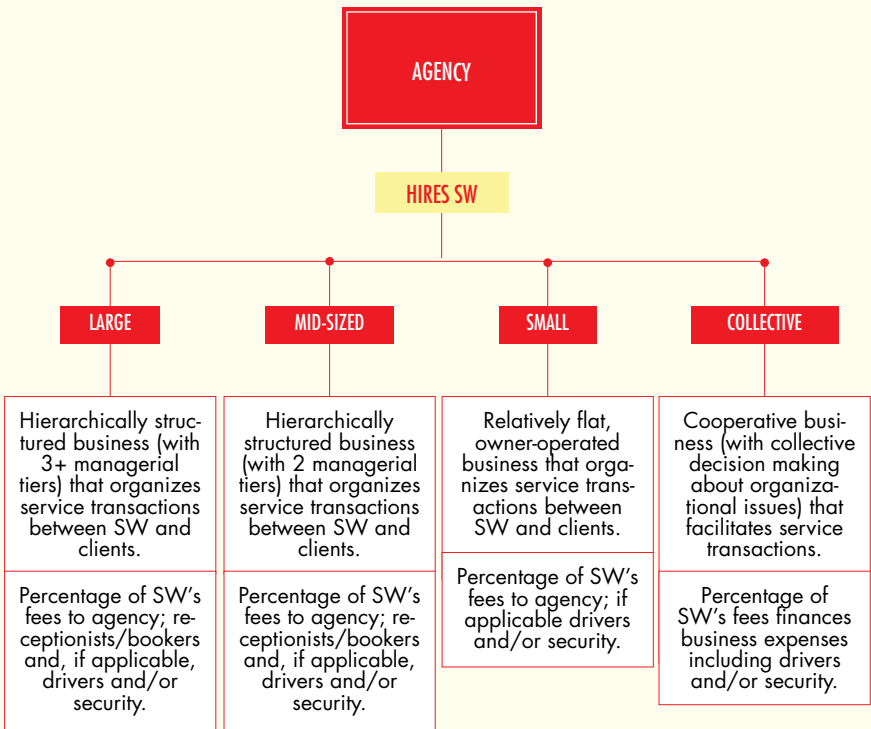 AGENCY
HIRES SW
LARGE
Hierarchically struc-
tured business (with
3+ managerial
tiers) that organizes
service transactions
between SW and
clients.
Percentage of SW's
fees to agency; re-
ceptionists/bookers
and, if applicable,
drivers and/or
security.
MID-SIZED
Hierarchically
structured business
(with 2 managerial
tiers) that organizes
service transactions
between SW and
clients.
Percentage of SW's
fees to agency; re-
ceptionists/bookers
and, if applicable,
drivers and/or
security.
SMALL
Relatively flat,
owner-operated
business that orga-
nizes service trans-
actions between
SW and clients.
Percentage of SW's
fees to agency; if
applicable drivers
and/or security.
COLLECTIVE
Cooperative busi-
ness (with collective
decision making
about organiza-
tional issues) that
facilitates service
transactions.
Percentage of
SW's fees finances
business expenses
including drivers
and/or security.